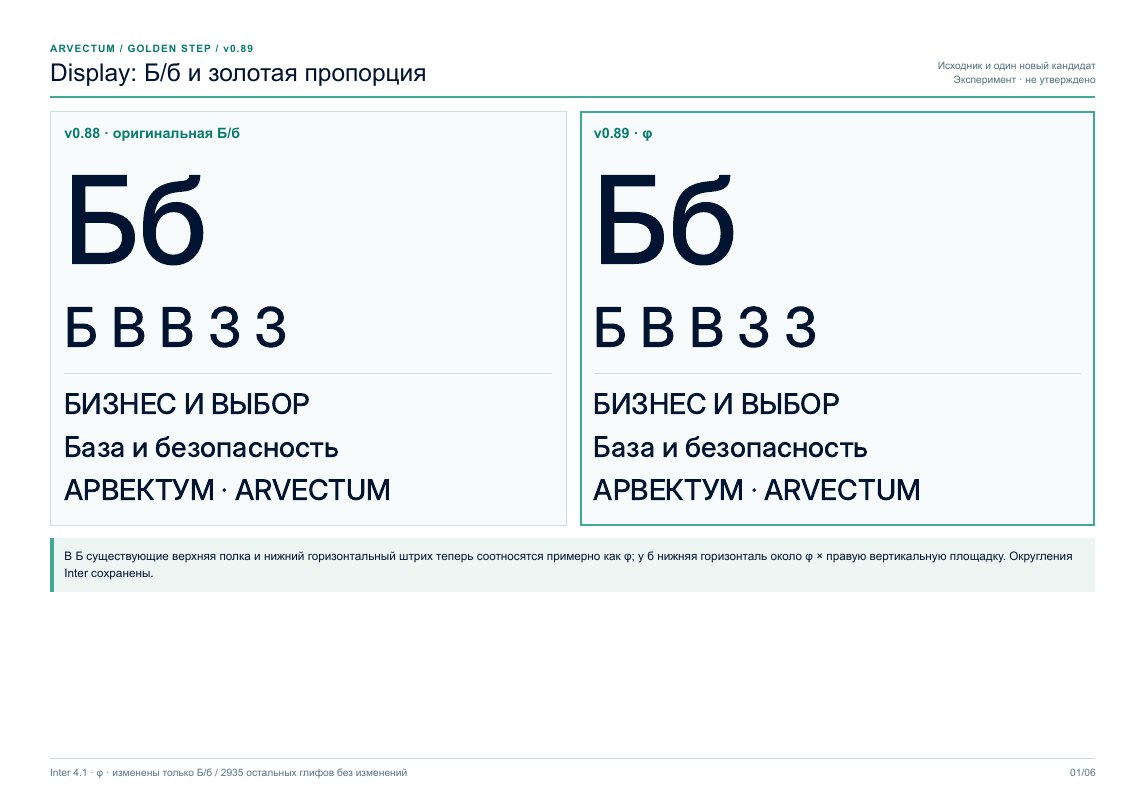 ARVECTUM / GOLDEN STEP / v0.89
Display: Б/б и золотая пропорция
Исходник и один новый кандидат
Эксперимент · не утверждено
v0.88 · оригинальная Б/б
Бб
Б В В З З
БИЗНЕС И ВЫБОР
База и безопасность
АРВЕКТУМ · ARVECTUM
v0.89 · φ
Бб
Б В В З З
БИЗНЕС И ВЫБОР
База и безопасность
АРВЕКТУМ · ARVECTUM
В Б существующие верхняя полка и нижний горизонтальный штрих теперь соотносятся примерно как φ; у б нижняя горизонталь около φ × правую вертикальную площадку. Округления
Inter сохранены.
Inter 4.1 · φ · изменены только Б/б / 2935 остальных глифов без изменений
01/06